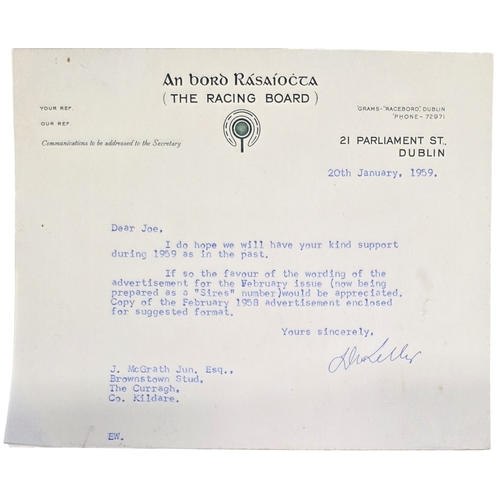 An bord Rásaíoċta
(THE RACING BOARD)
YOUR REF.
OUR REF.
Communications to be addressed to the Secretary
'GRAMS-"RACEBORD", DUBLIN
'PHONE-72971
21 PARLIAMENT ST.,
DUBLIN
20th January, 1959.
Dear Joe,
I do hope we will have your kind support
during 1959 as in the past.
If so the favour of the wording of the
advertisement for the February issue (now being
prepared as a "Sires" number)would be appreciated.
Copy of the February 1958 advertisement enclosed
for suggested format.
Yours sincerely,
J. McGrath Jun. Esq.,
Brownstown Stud,
The Curragh,
Co. Kildare.
EW.